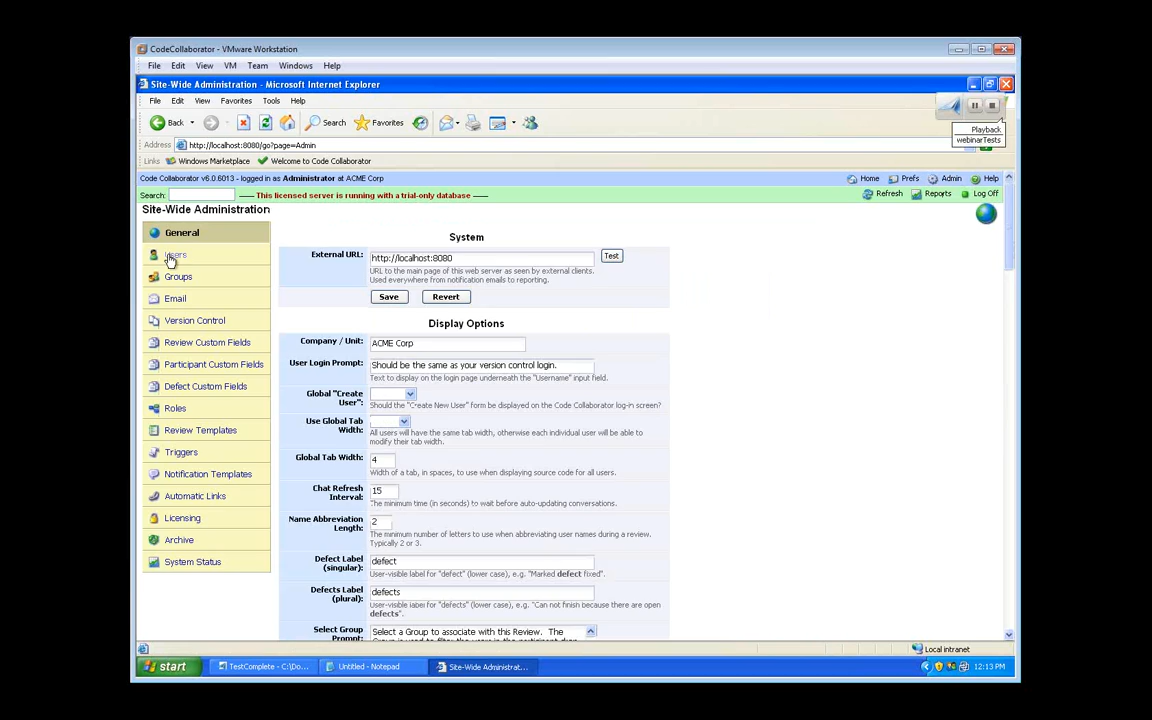 CodeCollaborator - VMware Workstation
File Edit View VM Team Windows Help
Site-Wide Administration - Microsoft Internet Explorer
File Edit View Favorites Tools Help
Back Search Favorites
Playback
webinarTests
Address http://localhost:8080/go?page=Admin
Links Windows Marketplace Welcome to Code Collaborator
Code Collaborator v6.0.6013 - logged in as Administrator at ACME Corp Home Prefs Admin Help
Search: ---- This licensed server is running with a trial-only database ---- Refresh Reports Log Off
Site-Wide Administration
General
Users
Groups
Email
Version Control
Review Custom Fields
Participant Custom Fields
Defect Custom Fields
Roles
Review Templates
Triggers
Notification Templates
Automatic Links
Licensing
Archive
System Status
System
External URL: http://localhost:8080 Test
URL to the main page of this web server as seen by external clients.
Used everywhere from notification emails to reporting.
Save Revert
Display Options
Company / Unit: ACME Corp
User Login Prompt: Should be the same as your version control login.
Text to display on the login page underneath the "Username" input field.
Global "Create
User":
Should the "Create New User" form be displayed on the Code Collaborator log-in screen?
Use Global Tab
Width:
All users will have the same tab width, otherwise each individual user will be able to
modify their tab width.
Global Tab Width: 4
Width of a tab, in spaces, to use when displaying source code for all users.
Chat Refresh
Interval: 15
The minimum time (in seconds) to wait before auto-updating conversations.
Name Abbreviation
Length: 2
The minimum number of letters to use when abbreviating user names during a review.
Typically 2 or 3.
Defect Label
(singular): defect
User-visible label for "defect" (lower case), e.g. "Marked defect fixed".
Defects Label
(plural): defects
User-visible label for "defects" (lower case), e.g. "Can not finish because there are open
defects".
Select Group
Prompt: Select a Group to associate with this Review. The
Local intranet
start TestComplete - C:\Do... Untitled - Notepad Site-Wide Administrat... 12:13 PM